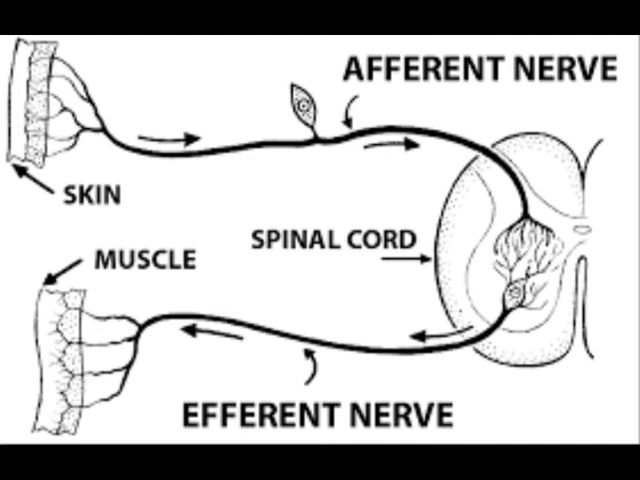 AFFERENT NERVE
SKIN
SPINAL CORD
MUSCLE
EFFERENT NERVE